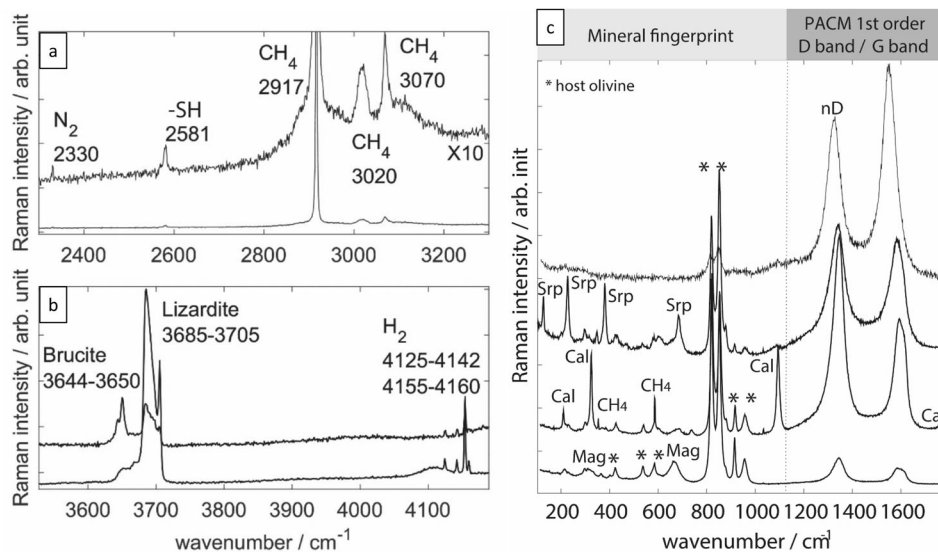 a
Raman intensity / arb. unit
N2
2330
-SH
2581
CH4
2917
CH4
3070
CH4
3020
X10
2400
2600
2800
3000
3200
b
Raman intensity / arb. unit
Brucite
3644-3650
Lizardite
3685-3705
H2
4125-4142
4155-4160
3600
3700
3800
3900
4000
4100
wavenumber / cm-1
c
Mineral fingerprint
PACM 1st order
D band / G band
* host olivine
nD
* *
Srp
Srp
Srp
Srp
Cal
Cal
CH4
CH4
Cal
* *
Ca
Mag
*
* *
Mag
Raman intensity / arb. init
200
400
600
800
1000
1200
1400
1600
wavenumber / cm-1